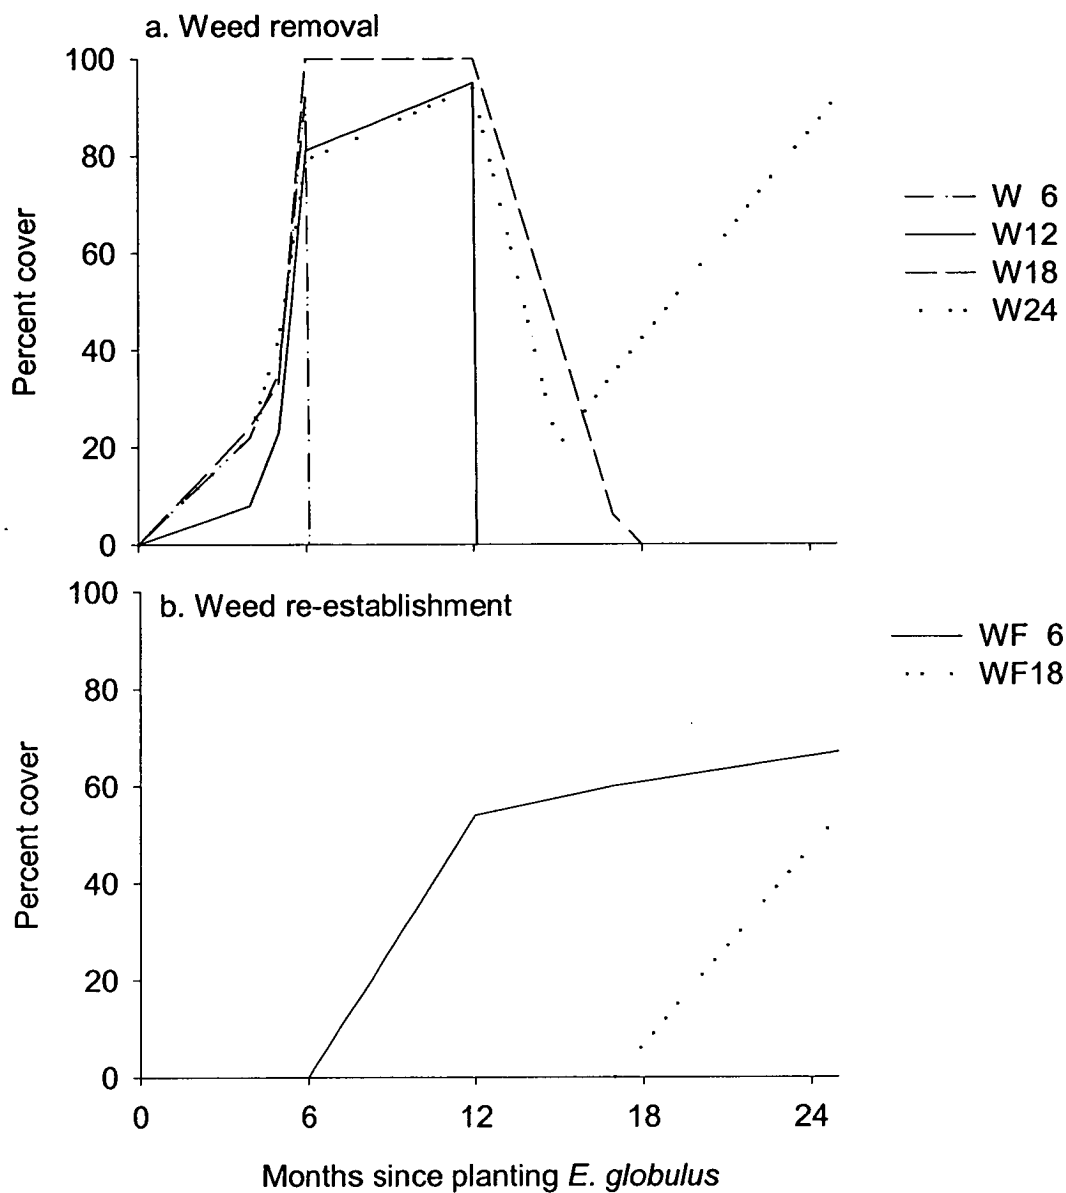 a. Weed removal
100
80
60
40
20
0
Percent cover
W 6
W12
W18
W24
b. Weed re-establishment
100
80
60
40
20
0
Percent cover
WF 6
WF18
0 6 12 18 24
Months since planting E. globulus